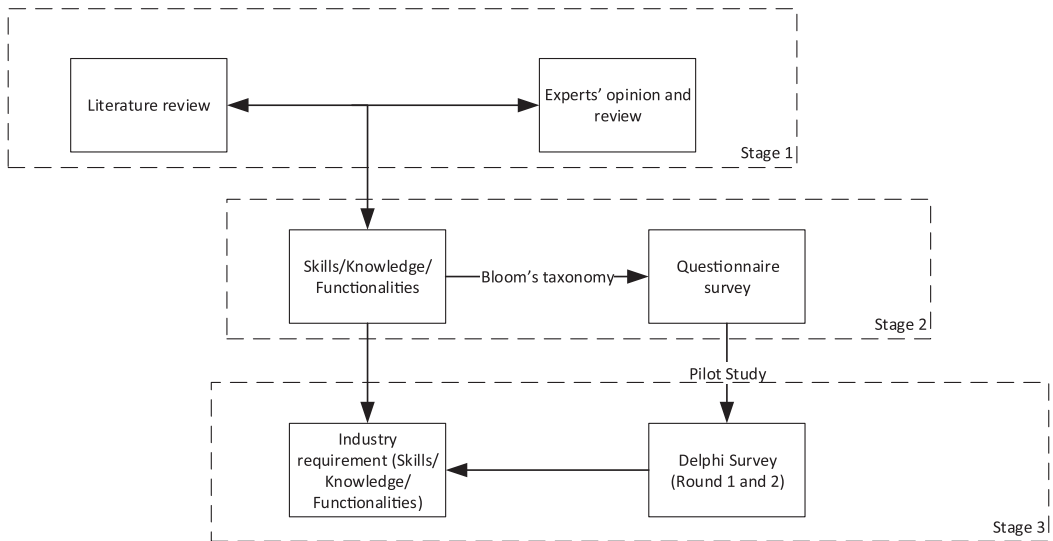 Literature review
Experts’ opinion and
review
Stage 1
Skills/Knowledge/
Functionalities
Bloom’s taxonomy
Questionnaire
survey
Stage 2
Pilot Study
Industry
requirement (Skills/
Knowledge/
Functionalities)
Delphi Survey
(Round 1 and 2)
Stage 3